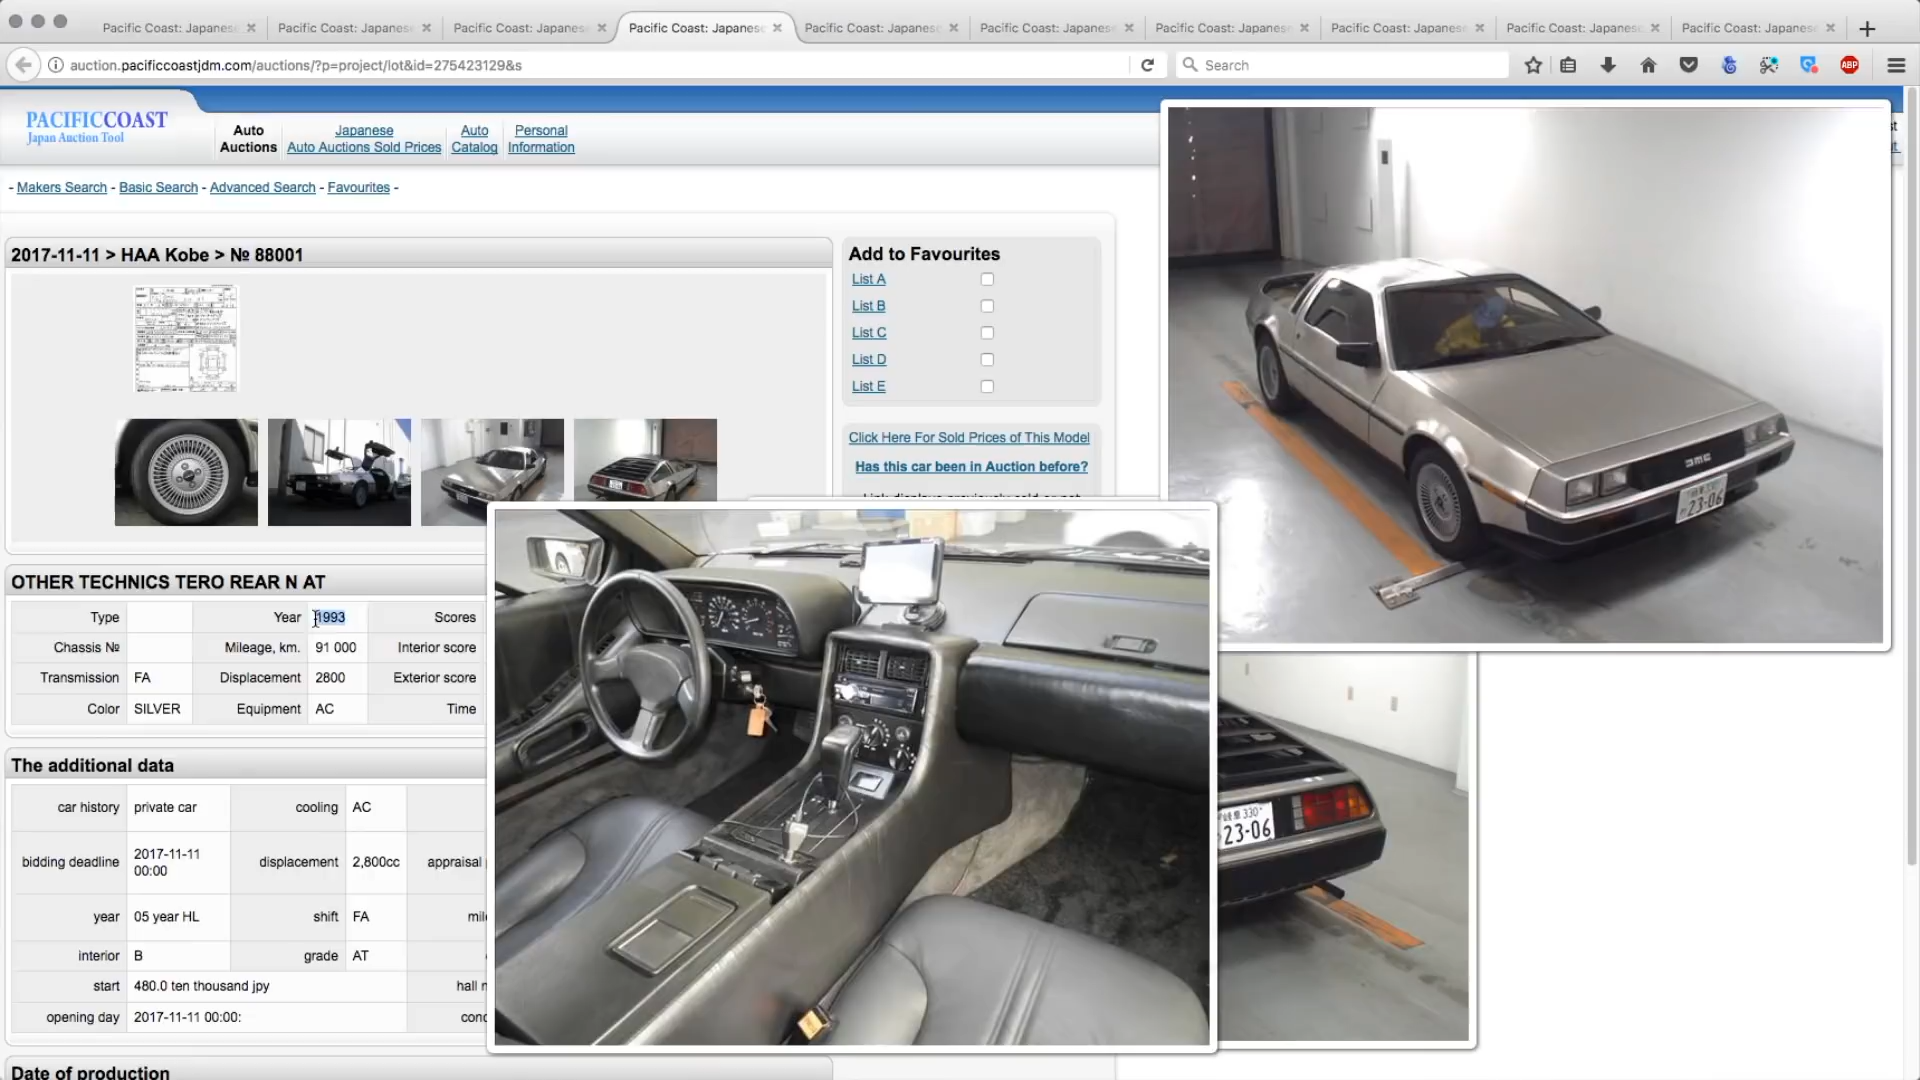 Pacific Coast: Japanese
Pacific Coast: Japanese
Pacific Coast: Japanese
Pacific Coast: Japanese
Pacific Coast: Japanese
Pacific Coast: Japanese
Pacific Coast: Japanese
Pacific Coast: Japanese
Pacific Coast: Japanese
Pacific Coast: Japanese
auction.pacificcoastjdm.com/auctions/?p=project/lot&id=275423129&s
Search
ABP
PACIFICCOAST
Japan Auction Tool
Auto Auctions
Japanese Auto Auctions Sold Prices
Auto Catalog
Personal Information
- Makers Search - Basic Search - Advanced Search - Favourites -
2017-11-11 > HAA Kobe > № 88001
Add to Favourites
List A
List B
List C
List D
List E
Click Here For Sold Prices of This Model
Has this car been in Auction before?
OTHER TECHNICS TERO REAR N AT
Type Year 1993 Scores
Chassis № Mileage, km. 91 000 Interior score
Transmission FA Displacement 2800 Exterior score
Color SILVER Equipment AC Time
The additional data
car history private car cooling AC
bidding deadline 2017-11-11 00:00 displacement 2,800cc appraisal
year 05 year HL shift FA
interior B grade AT
start 480.0 ten thousand jpy hall
opening day 2017-11-11 00:00:
Date of production
DMC
23-06
330
23-06